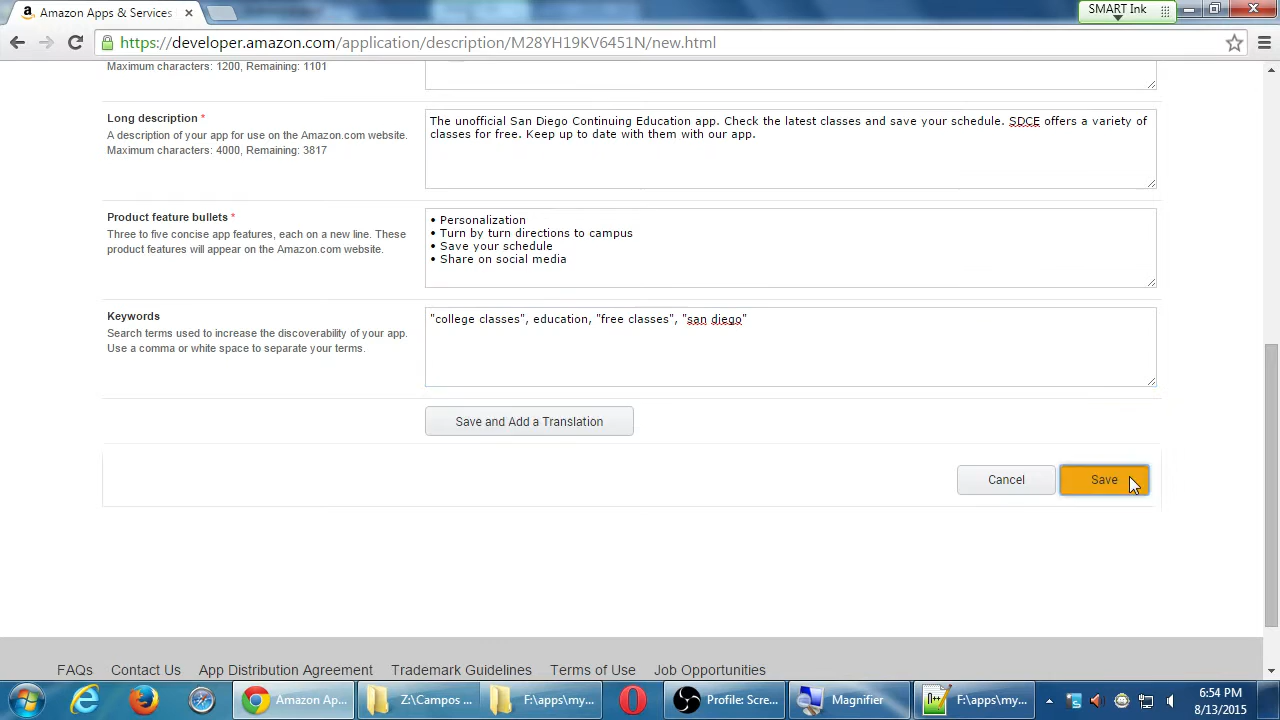 Amazon Apps & Services
SMART Ink
https://developer.amazon.com/application/description/M28YH19KV6451N/new.html
Maximum characters: 1200, Remaining: 1101
Long description *
A description of your app for use on the Amazon.com website.
Maximum characters: 4000, Remaining: 3817
The unofficial San Diego Continuing Education app. Check the latest classes and save your schedule. SDCE offers a variety of
classes for free. Keep up to date with them with our app.
Product feature bullets *
Three to five concise app features, each on a new line. These
product features will appear on the Amazon.com website.
• Personalization
• Turn by turn directions to campus
• Save your schedule
• Share on social media
Keywords
Search terms used to increase the discoverability of your app.
Use a comma or white space to separate your terms.
"college classes", education, "free classes", "san diego"
Save and Add a Translation
Cancel
Save
FAQs
Contact Us
App Distribution Agreement
Trademark Guidelines
Terms of Use
Job Opportunities
Amazon Ap...
Z:\Campos ...
F:\apps\my...
Profile: Scre...
Magnifier
F:\apps\my...
6:54 PM
8/13/2015